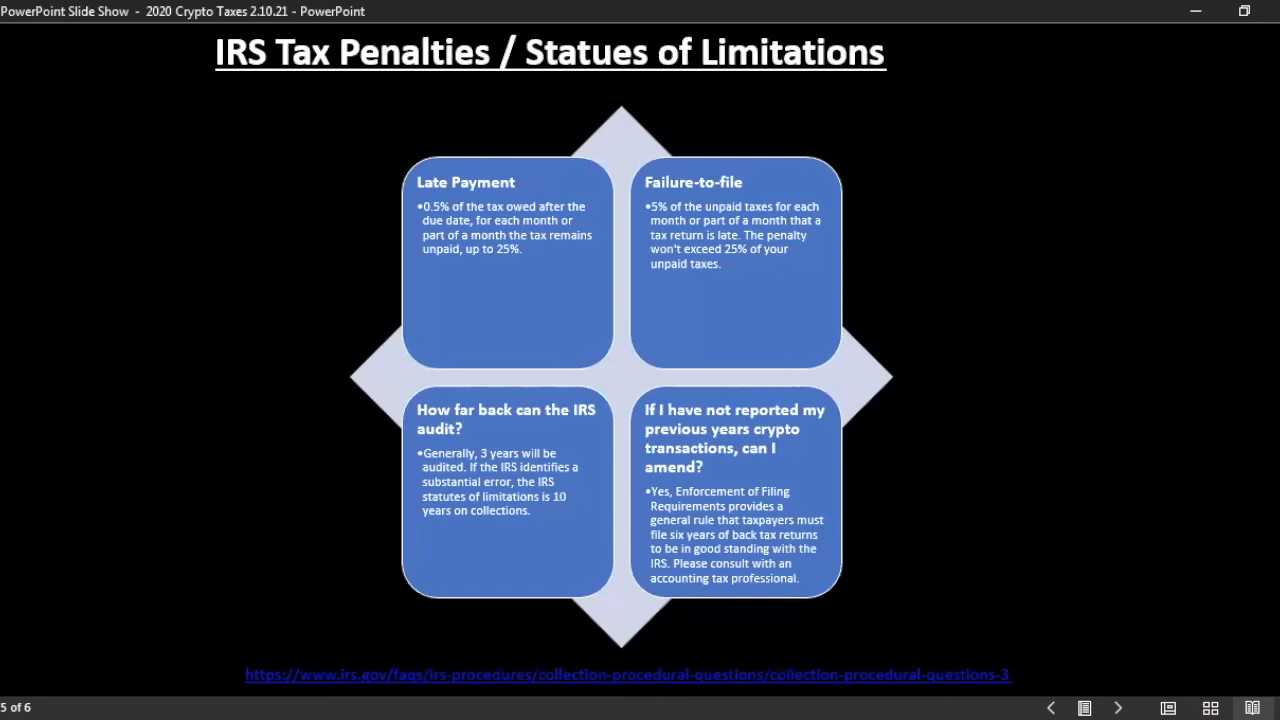 PowerPoint Slide Show - 2020 Crypto Taxes 2.10.21 - PowerPoint
IRS Tax Penalties / Statues of Limitations
Late Payment
•0.5% of the tax owed after the
due date, for each month or
part of a month the tax remains
unpaid, up to 25%.
Failure-to-file
•5% of the unpaid taxes for each
month or part of a month that a
tax return is late. The penalty
won't exceed 25% of your
unpaid taxes.
How far back can the IRS
audit?
•Generally, 3 years will be
audited. If the IRS identifies a
substantial error, the IRS
statutes of limitations is 10
years on collections.
If I have not reported my
previous years crypto
transactions, can I
amend?
•Yes, Enforcement of Filing
Requirements provides a
general rule that taxpayers must
file six years of back tax returns
to be in good standing with the
IRS. Please consult with an
accounting tax professional.
https://www.irs.gov/faqs/irs-procedures/collection-procedural-questions/collection-procedural-questions-3
5 of 6